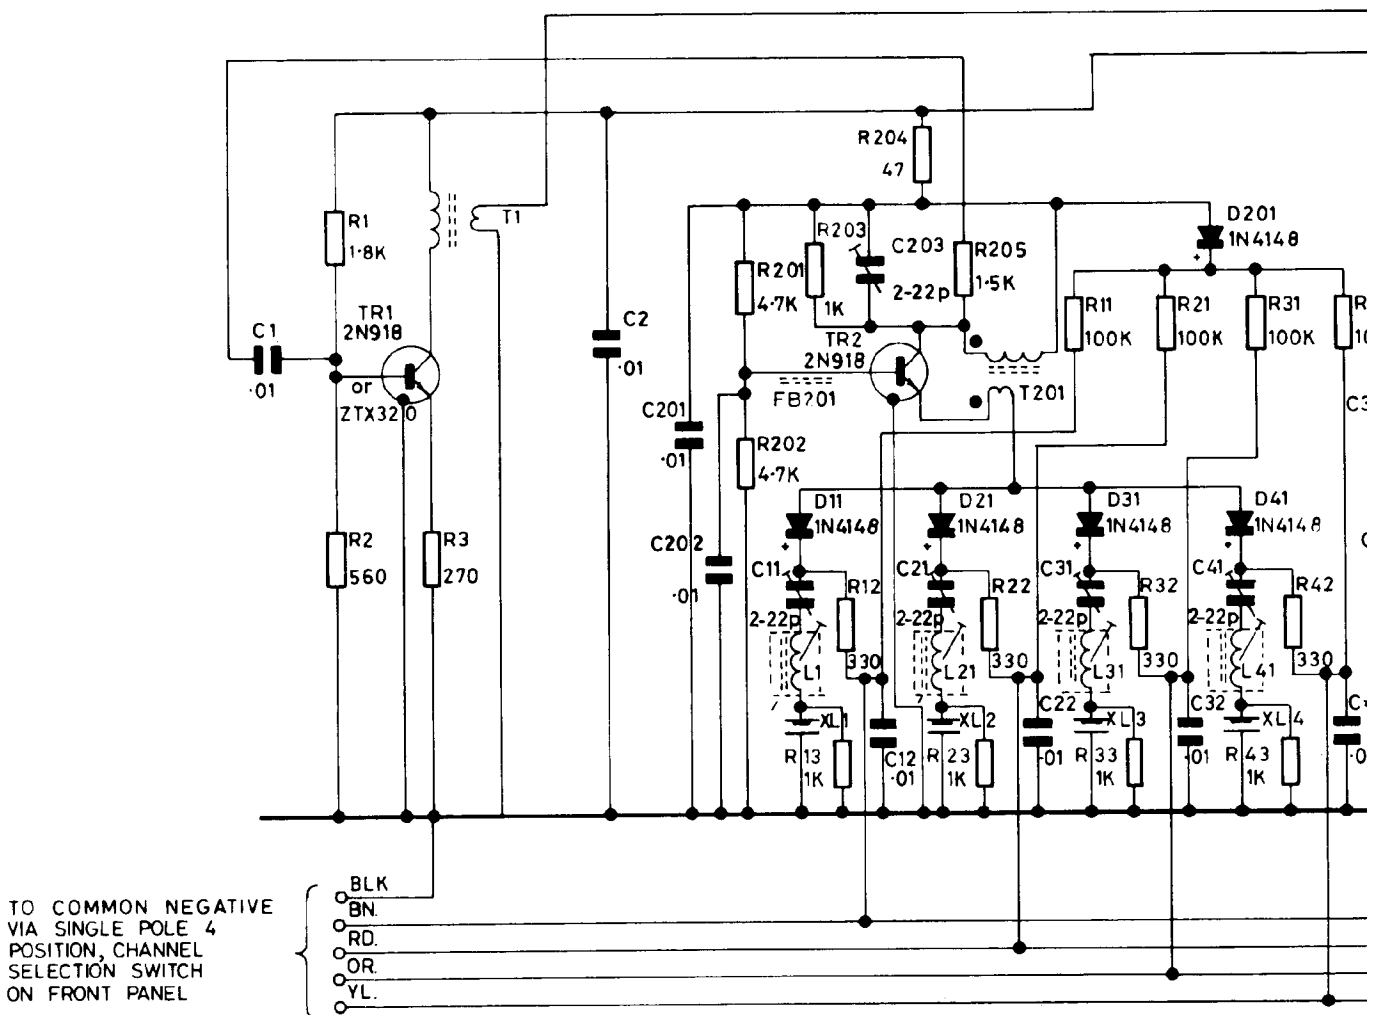 R204
47
T1
R1
1·8K
R203
C203
R205
D201
1N4148
R201
4·7K
1K
2-22p
1·5K
R11
100K
R21
100K
R31
100K
R
TR1
2N918
C1
·01
or
ZTX320
C2
·01
TR2
2N918
FB201
T201
C201
·01
R202
4·7K
C3
D11
1N4148
D21
1N4148
D31
1N4148
D41
1N4148
R2
560
R3
270
C202
·01
C11
R12
C21
R22
C31
R32
C41
R42
2-22p
2-22p
2-22p
2-22p
L1
330
L21
330
L31
330
L41
330
XL1
XL2
C22
XL3
C32
XL4
R13
1K
C12
·01
R23
1K
·01
R33
1K
·01
R43
1K
TO COMMON NEGATIVE
VIA SINGLE POLE 4
POSITION, CHANNEL
SELECTION SWITCH
ON FRONT PANEL
BLK
BN.
RD.
OR.
YL.